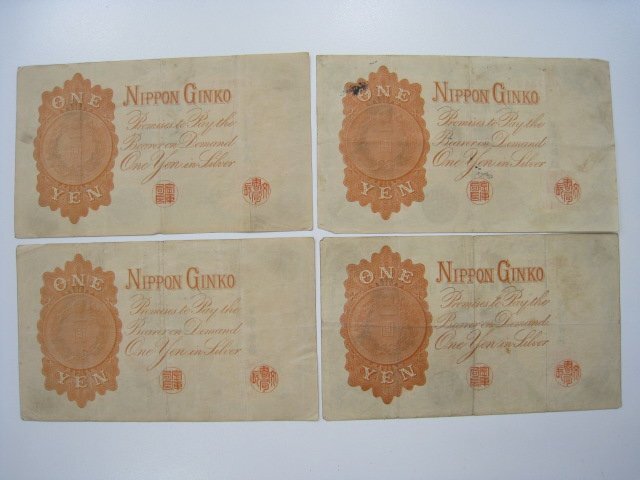 ONE
YEN
NIPPON GINKO
Promises to Pay the
Bearer on Demand
One Yen in Silver
ONE
YEN
NIPPON GINKO
Promises to Pay the
Bearer on Demand
One Yen in Silver
ONE
YEN
NIPPON GINKO
Promises to Pay the
Bearer on Demand
One Yen in Silver
ONE
YEN
NIPPON GINKO
Promises to Pay the
Bearer on Demand
One Yen in Silver